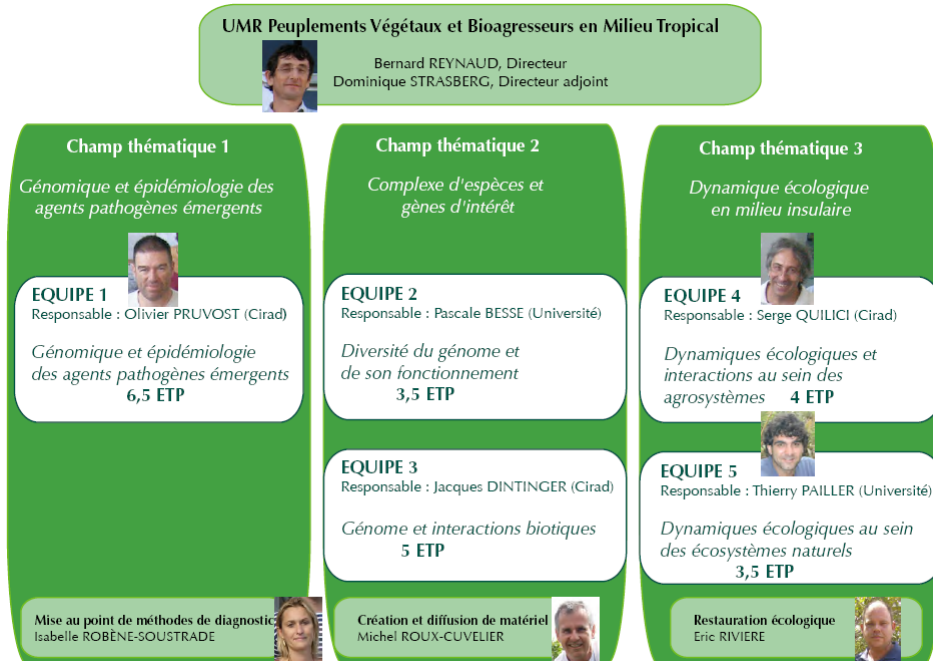 UMR Peuplements Végétaux et Bioagresseurs en Milieu Tropical
Bernard REYNAUD, Directeur
Dominique STRASBERG, Directeur adjoint
Champ thématique 1
Génomique et épidémiologie des
agents pathogènes émergents
EQUIPE 1
Responsable : Olivier PRUVOST (Cirad)
Génomique et épidémiologie
des agents pathogènes émergents
6,5 ETP
Mise au point de méthodes de diagnostic
Isabelle ROBÈNE-SOUSTRADE
Champ thématique 2
Complexe d'espèces et
gènes d'intérêt
EQUIPE 2
Responsable : Pascale BESSE (Université)
Diversité du génome et
de son fonctionnement
3,5 ETP
EQUIPE 3
Responsable : Jacques DINTINGER (Cirad)
Génome et interactions biotiques
5 ETP
Création et diffusion de matériel
Michel ROUX-CUVELIER
Champ thématique 3
Dynamique écologique
en milieu insulaire
EQUIPE 4
Responsable : Serge QUILICI (Cirad)
Dynamiques écologiques et
interactions au sein des
agrosystèmes 4 ETP
EQUIPE 5
Responsable : Thierry PAILLER (Université)
Dynamiques écologiques au sein
des écosystèmes naturels
3,5 ETP
Restauration écologique
Eric RIVIERE